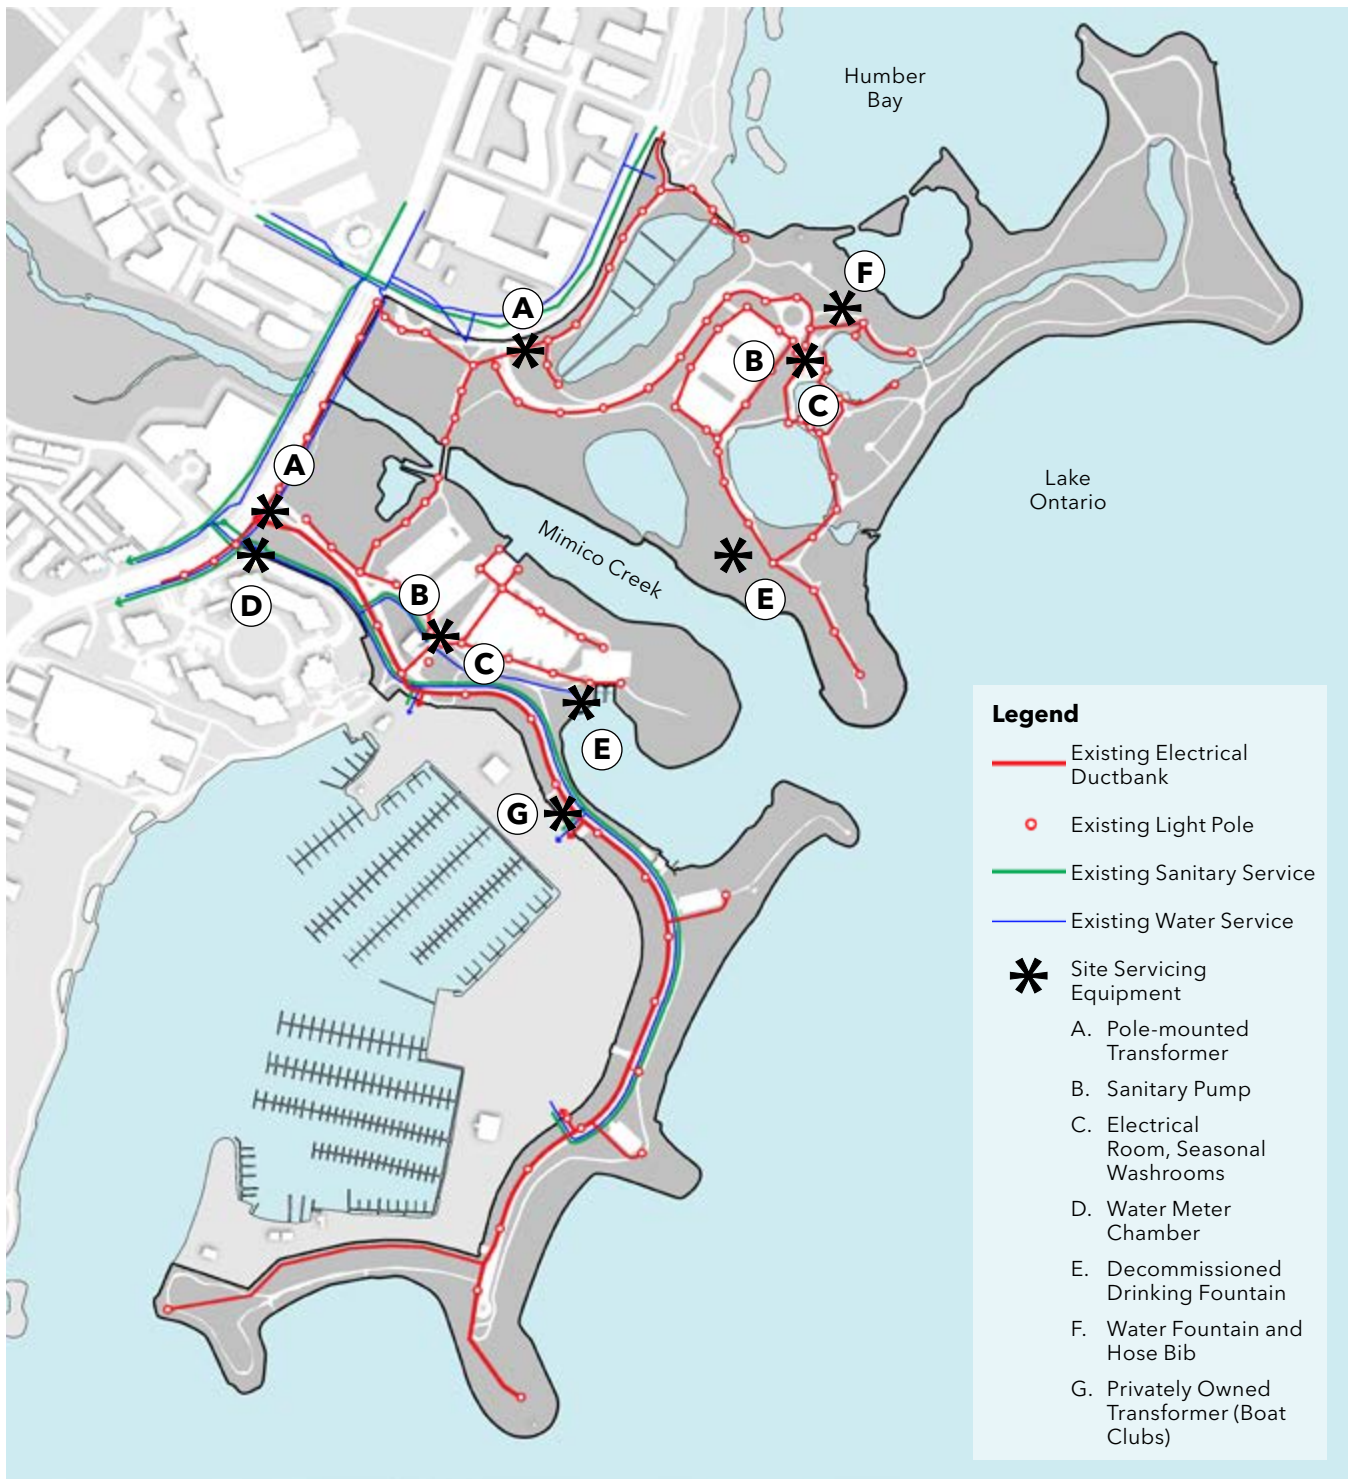 Humber
Bay
F
A
B
C
A
Lake
Ontario
Mimico Creek
D
B
E
C
E
G
Legend
Existing Electrical
Ductbank
Existing Light Pole
Existing Sanitary Service
Existing Water Service
Site Servicing
Equipment
A. Pole-mounted
Transformer
B. Sanitary Pump
C. Electrical
Room, Seasonal
Washrooms
D. Water Meter
Chamber
E. Decommissioned
Drinking Fountain
F. Water Fountain and
Hose Bib
G. Privately Owned
Transformer (Boat
Clubs)